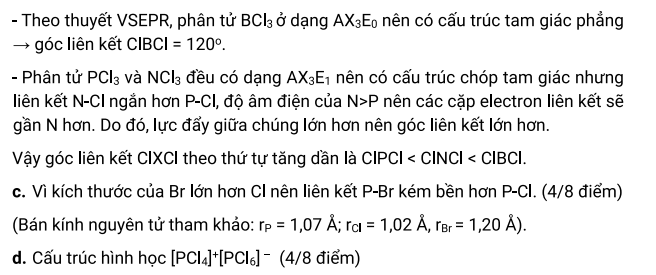 - Theo thuyết VSEPR, phân tử BCl₃ ở dạng AX₃E₀ nên có cấu trúc tam giác phẳng
→ góc liên kết ClBCl = 120º.
- Phân tử PCl₃ và NCl₃ đều có dạng AX₃E₁ nên có cấu trúc chóp tam giác nhưng
liên kết N-Cl ngắn hơn P-Cl, độ âm điện của N>P nên các cặp electron liên kết sẽ
gần N hơn. Do đó, lực đẩy giữa chúng lớn hơn nên góc liên kết lớn hơn.
Vậy góc liên kết ClXCl theo thứ tự tăng dần là ClPCl < ClNCl < ClBCl.
c. Vì kích thước của Br lớn hơn Cl nên liên kết P-Br kém bền hơn P-Cl. (4/8 điểm)
(Bán kính nguyên tử tham khảo: rₚ = 1,07 Å; r_Cl = 1,02 Å, r_Br = 1,20 Å).
d. Cấu trúc hình học [PCl₄]⁺[PCl₆]⁻ (4/8 điểm)